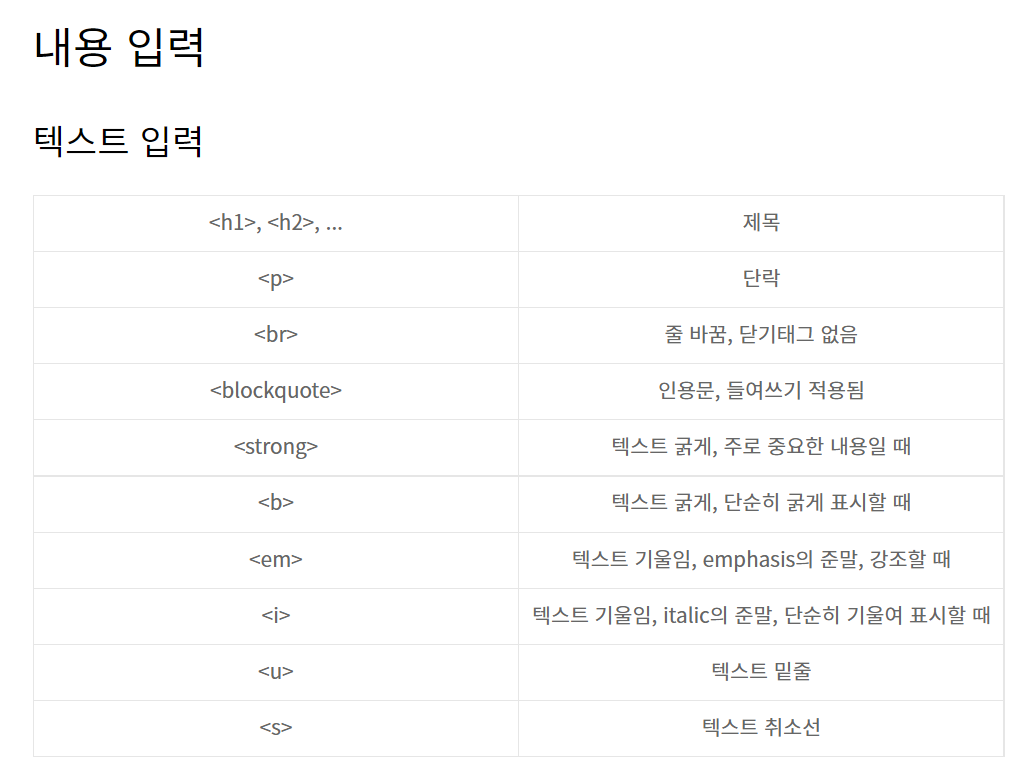 내용 입력
텍스트 입력
<h1>, <h2>, ... 제목
<p> 단락
<br> 줄 바꿈, 닫기태그 없음
<blockquote> 인용문, 들여쓰기 적용됨
<strong> 텍스트 굵게, 주로 중요한 내용일 때
<b> 텍스트 굵게, 단순히 굵게 표시할 때
<em> 텍스트 기울임, emphasis의 준말, 강조할 때
<i> 텍스트 기울임, italic의 준말, 단순히 기울여 표시할 때
<u> 텍스트 밑줄
<s> 텍스트 취소선